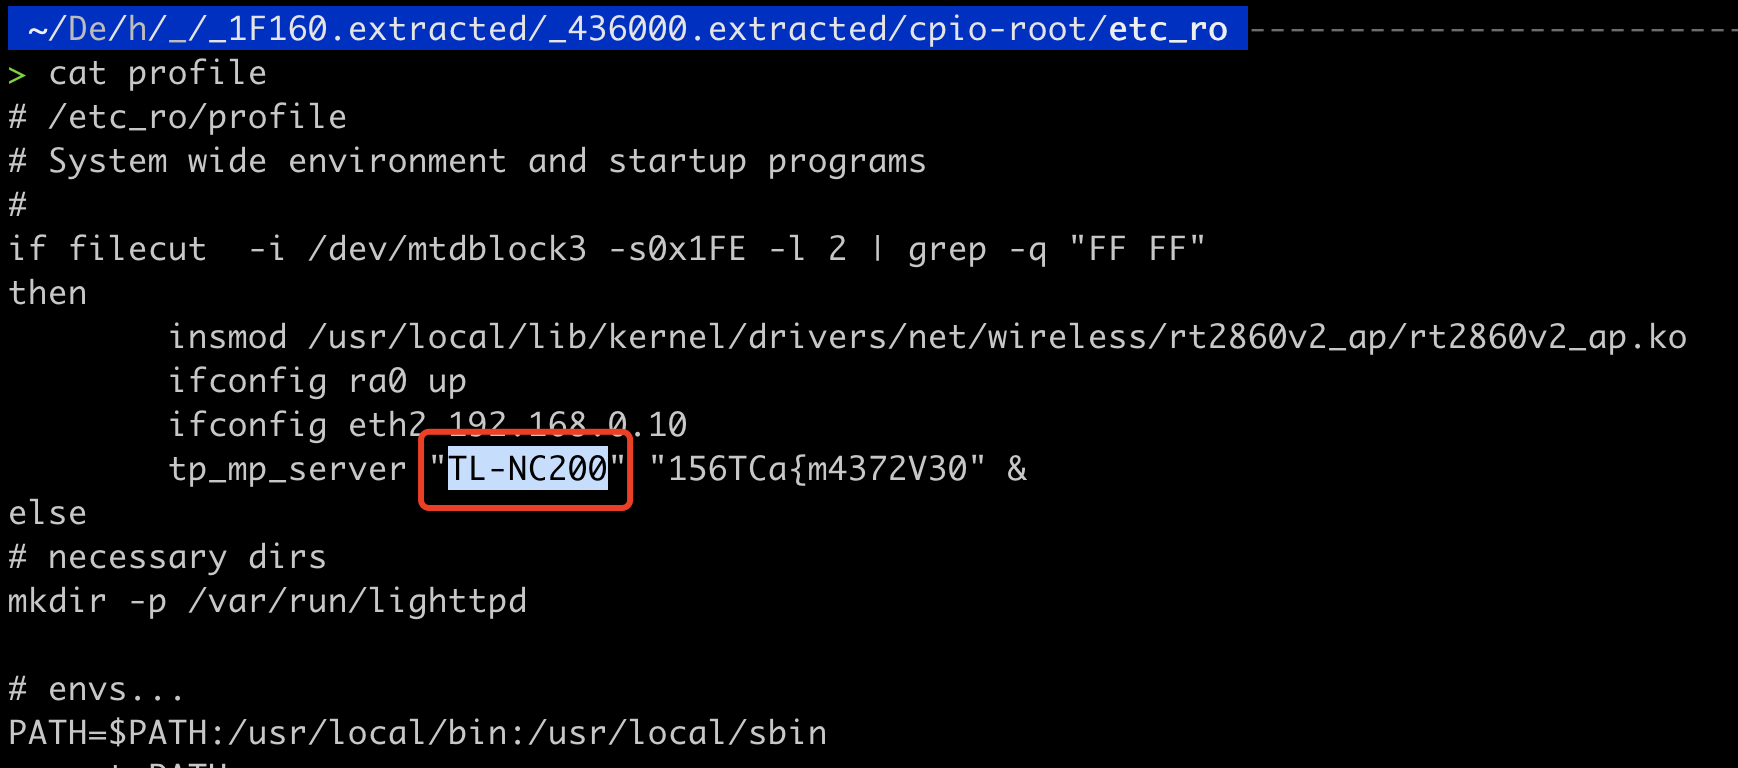 ~/De/h/_/_1F160.extracted/_436000.extracted/cpio-root/etc_ro
> cat profile
# /etc_ro/profile
# System wide environment and startup programs
#
if filecut  -i /dev/mtdblock3 -s0x1FE -l 2 | grep -q "FF FF"
then
        insmod /usr/local/lib/kernel/drivers/net/wireless/rt2860v2_ap/rt2860v2_ap.ko
        ifconfig ra0 up
        ifconfig eth2 192.168.0.10
        tp_mp_server "TL-NC200" "156TCa{m4372V30" &
else
# necessary dirs
mkdir -p /var/run/lighttpd

# envs...
PATH=$PATH:/usr/local/bin:/usr/local/sbin